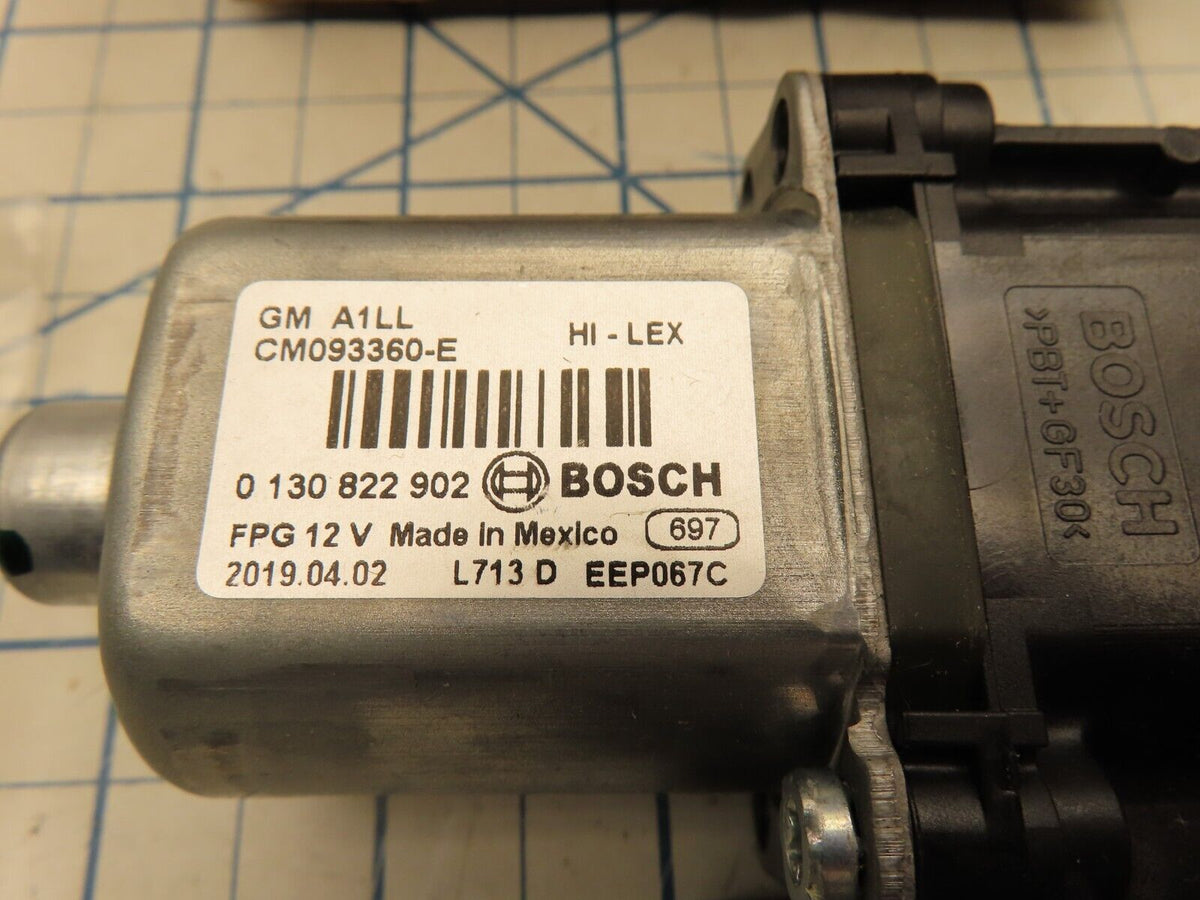 GM A1LL
CM093360-E HI - LEX
0 130 822 902 BOSCH
FPG 12 V Made in Mexico 697
2019.04.02 L713 D EEP067C
BOSCH
>PBT+GF30<